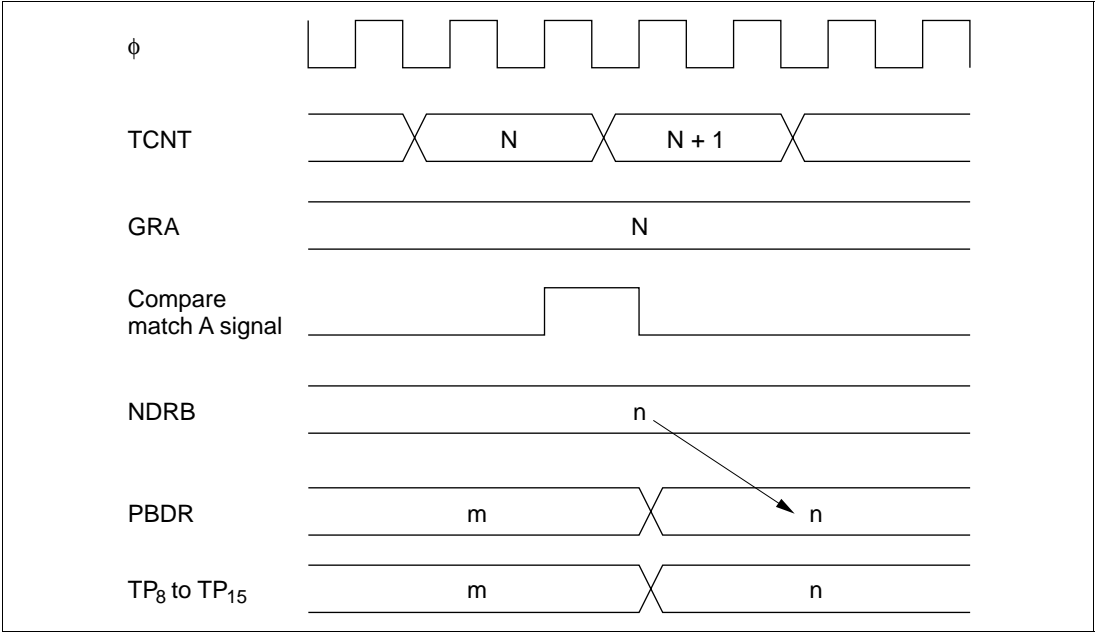 ϕ
TCNT
N
N + 1
GRA
N
Compare
match A signal
NDRB
n
PBDR
m
n
TP8 to TP15
m
n